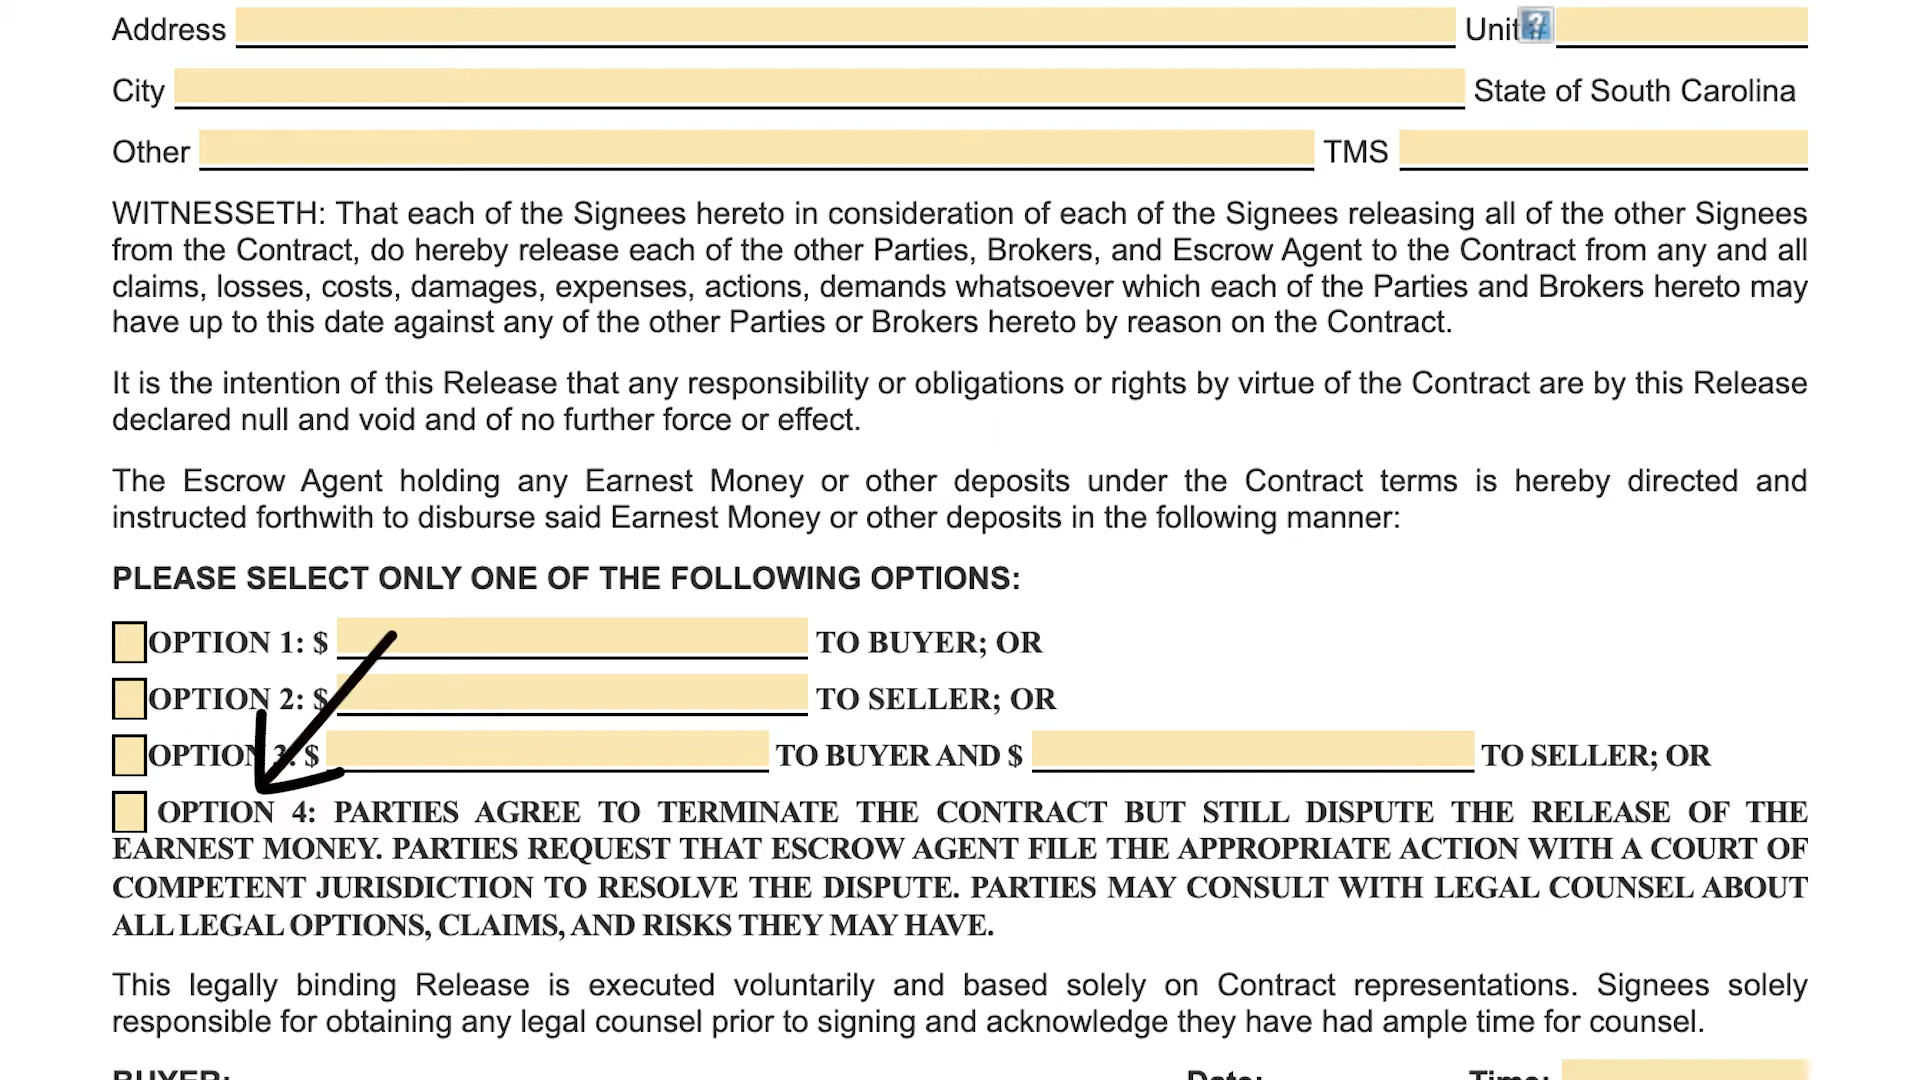 Address Unit #
City State of South Carolina
Other TMS
WITNESSETH: That each of the Signees hereto in consideration of each of the Signees releasing all of the other Signees
from the Contract, do hereby release each of the other Parties, Brokers, and Escrow Agent to the Contract from any and all
claims, losses, costs, damages, expenses, actions, demands whatsoever which each of the Parties and Brokers hereto may
have up to this date against any of the other Parties or Brokers hereto by reason on the Contract.
It is the intention of this Release that any responsibility or obligations or rights by virtue of the Contract are by this Release
declared null and void and of no further force or effect.
The Escrow Agent holding any Earnest Money or other deposits under the Contract terms is hereby directed and
instructed forthwith to disburse said Earnest Money or other deposits in the following manner:
PLEASE SELECT ONLY ONE OF THE FOLLOWING OPTIONS:
OPTION 1: $ TO BUYER; OR
OPTION 2: $ TO SELLER; OR
OPTION 3: $ TO BUYER AND $ TO SELLER; OR
OPTION 4: PARTIES AGREE TO TERMINATE THE CONTRACT BUT STILL DISPUTE THE RELEASE OF THE
EARNEST MONEY. PARTIES REQUEST THAT ESCROW AGENT FILE THE APPROPRIATE ACTION WITH A COURT OF
COMPETENT JURISDICTION TO RESOLVE THE DISPUTE. PARTIES MAY CONSULT WITH LEGAL COUNSEL ABOUT
ALL LEGAL OPTIONS, CLAIMS, AND RISKS THEY MAY HAVE.
This legally binding Release is executed voluntarily and based solely on Contract representations. Signees solely
responsible for obtaining any legal counsel prior to signing and acknowledge they have had ample time for counsel.
BUYER: Date: Time: